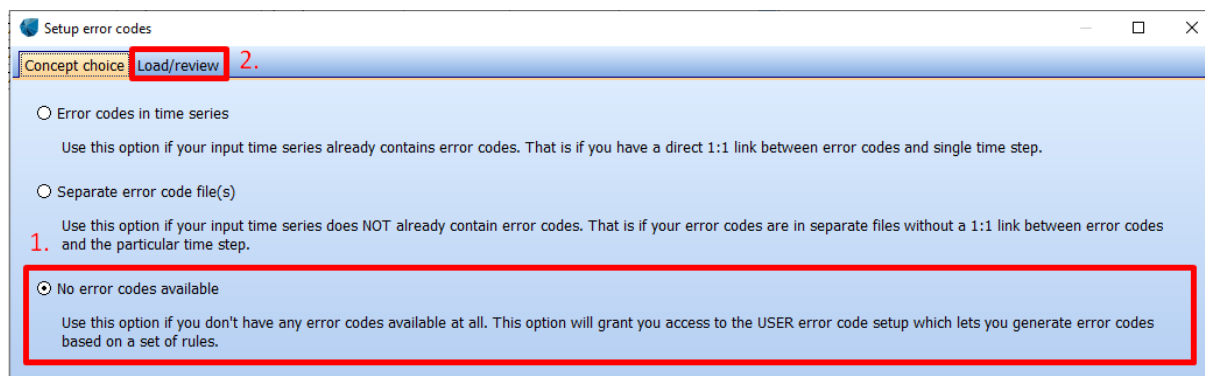 Setup error codes
Concept choice Load/review 2.
Error codes in time series
Use this option if your input time series already contains error codes. That is if you have a direct 1:1 link between error codes and single time step.
Separate error code file(s)
Use this option if your input time series does NOT already contain error codes. That is if your error codes are in separate files without a 1:1 link between error codes
1. and the particular time step.
No error codes available
Use this option if you don't have any error codes available at all. This option will grant you access to the USER error code setup which lets you generate error codes
based on a set of rules.